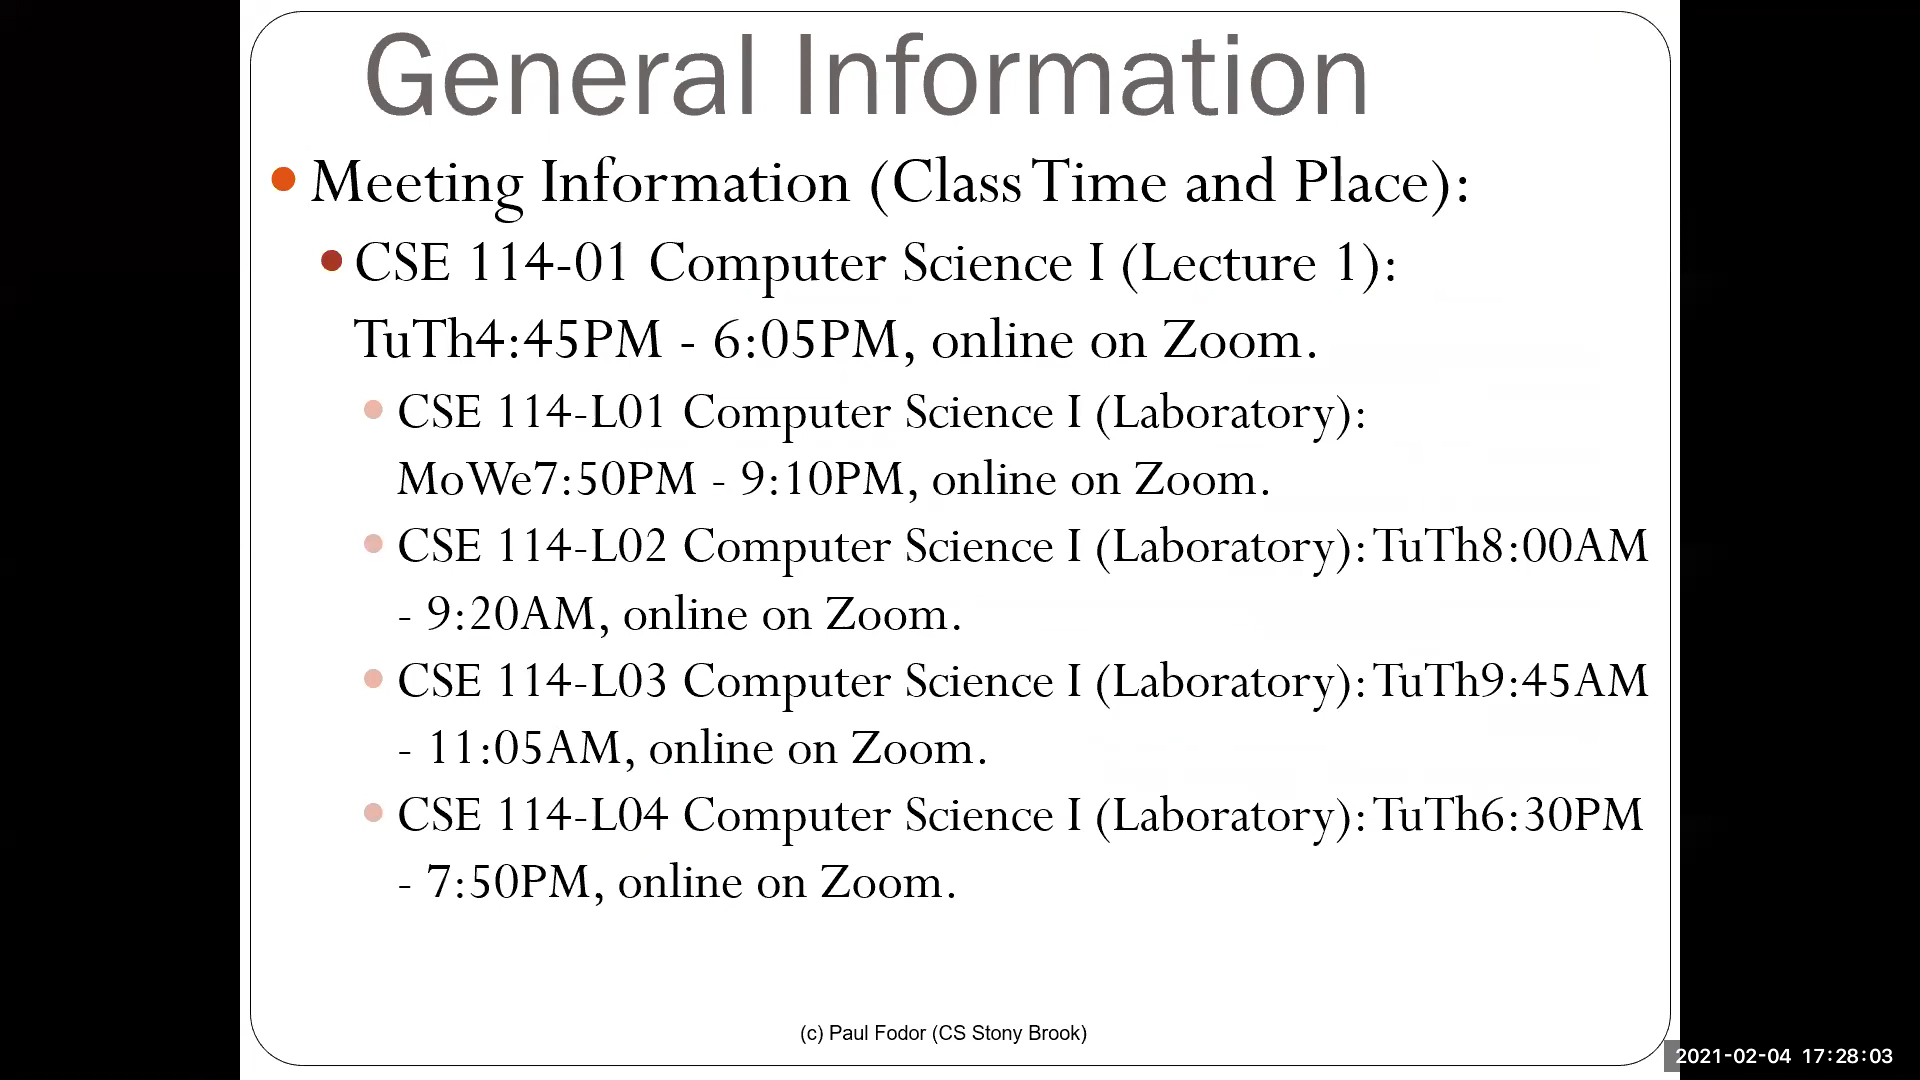 General Information
Meeting Information (Class Time and Place):
CSE 114-01 Computer Science I (Lecture 1):
TuTh4:45PM - 6:05PM, online on Zoom.
CSE 114-L01 Computer Science I (Laboratory):
MoWe7:50PM - 9:10PM, online on Zoom.
CSE 114-L02 Computer Science I (Laboratory): TuTh8:00AM
- 9:20AM, online on Zoom.
CSE 114-L03 Computer Science I (Laboratory): TuTh9:45AM
- 11:05AM, online on Zoom.
CSE 114-L04 Computer Science I (Laboratory): TuTh6:30PM
- 7:50PM, online on Zoom.
(c) Paul Fodor (CS Stony Brook)
2021-02-04 17:28:03